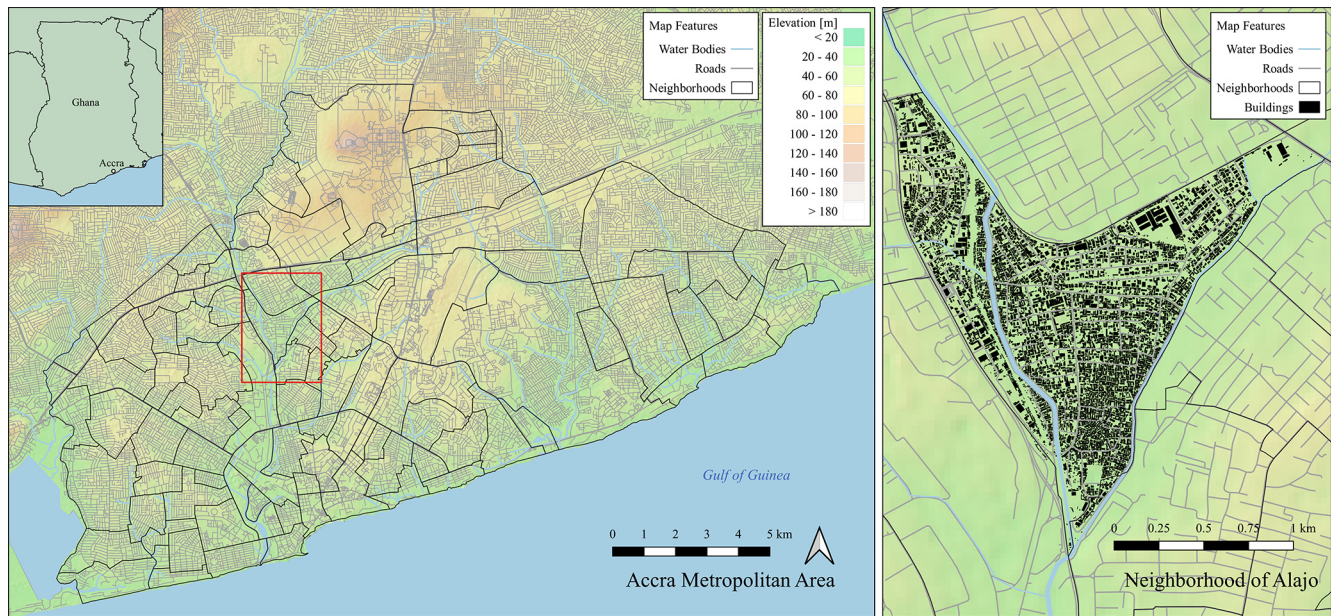 Ghana
Accra
Map Features
Water Bodies
Roads
Neighborhoods
Elevation [m]
< 20
20 - 40
40 - 60
60 - 80
80 - 100
100 - 120
120 - 140
140 - 160
160 - 180
> 180
Gulf of Guinea
0 1 2 3 4 5 km
Accra Metropolitan Area
Map Features
Water Bodies
Roads
Neighborhoods
Buildings
0 0.25 0.5 0.75 1 km
Neighborhood of Alajo